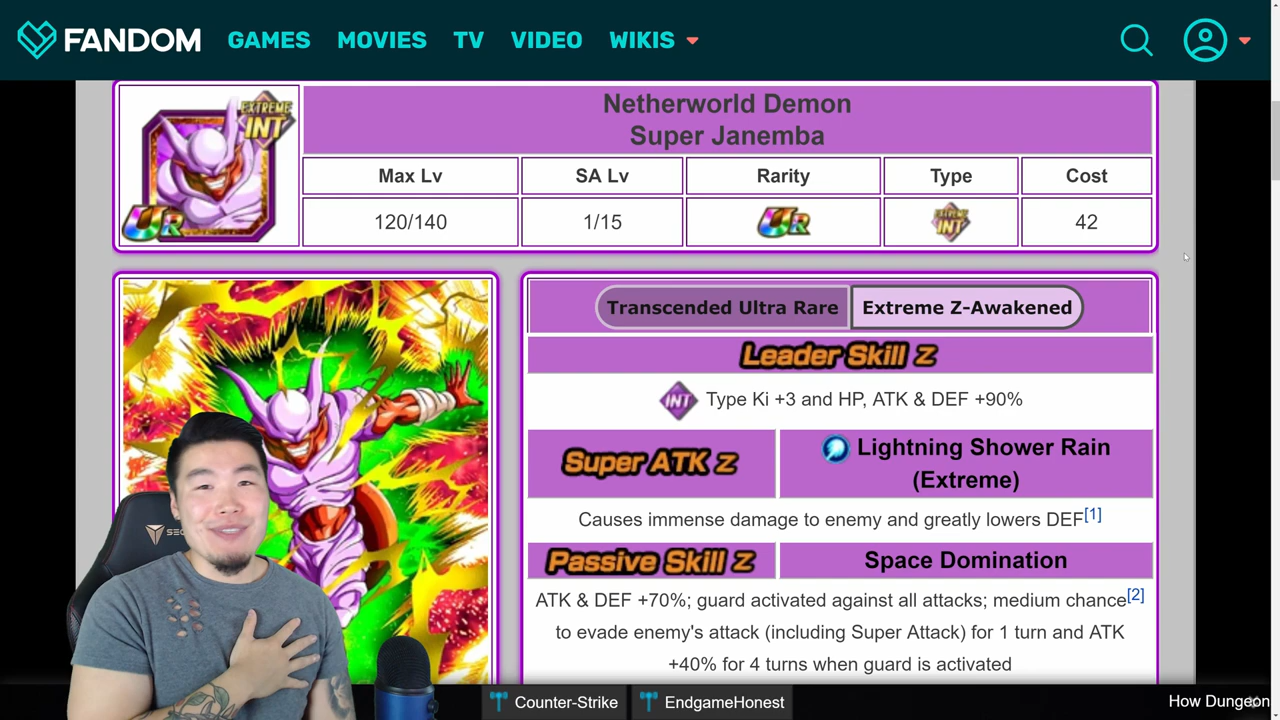 FANDOM GAMES MOVIES TV VIDEO WIKIS
EXTREME
INT
UR
Netherworld Demon
Super Janemba
Max Lv SA Lv Rarity Type Cost
120/140 1/15 UR EXTREME INT 42
Transcended Ultra Rare Extreme Z-Awakened
Leader Skill Z
INT Type Ki +3 and HP, ATK & DEF +90%
Super ATK Z
Lightning Shower Rain
(Extreme)
Causes immense damage to enemy and greatly lowers DEF[1]
Passive Skill Z
Space Domination
ATK & DEF +70%; guard activated against all attacks; medium chance[2]
to evade enemy's attack (including Super Attack) for 1 turn and ATK
+40% for 4 turns when guard is activated
Counter-Strike EndgameHonest How Dungeon